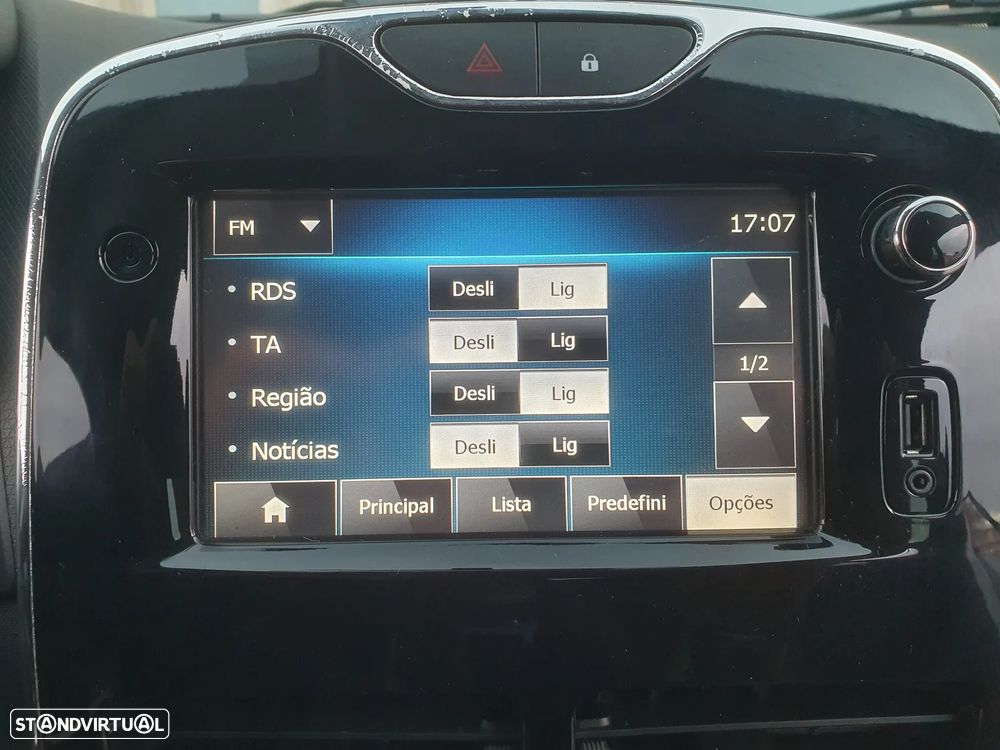 FM
17:07
RDS Desli Lig
TA Desli Lig
Região Desli Lig
1/2
Notícias Desli Lig
Principal Lista Predefini Opções
STANDVIRTUAL